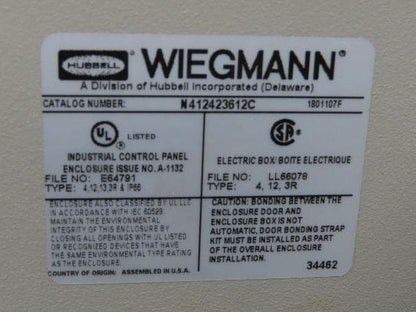 HUBBELL WIEGMANN®
A Division of Hubbell Incorporated (Delaware)
CATALOG NUMBER: N412423612C 1801107F
UL LISTED
INDUSTRIAL CONTROL PANEL
ENCLOSURE ISSUE NO. A-1132
FILE NO: E64791
TYPE: 4,12,13,3R & IP66
SA
ELECTRIC BOX/BOITE ELECTRIQUE
FILE NO: LL66078
TYPE: 4, 12, 3R
ENCLOSURE ALSO CLASSIFIED BY UL LLC
IN ACCORDANCE WITH IEC 60529.
MAINTAIN THE ENVIRONMENTAL
INTEGRITY OF THIS ENCLOSURE BY
CLOSING ALL OPENINGS WITH UL LISTED
OR RECOGNIZED DEVICES THAT HAVE
THE SAME ENVIRONMENTAL TYPE RATING
AS THE ENCLOSURE.
COUNTRY OF ORIGIN: ASSEMBLED IN U.S.A.
CAUTION: BONDING BETWEEN THE
ENCLOSURE DOOR AND
ENCLOSURE BOX IS NOT
AUTOMATIC, DOOR BONDING STRAP
KIT MUST BE INSTALLED AS PART
OF THE OVERALL ENCLOSURE
INSTALLATION.
34462